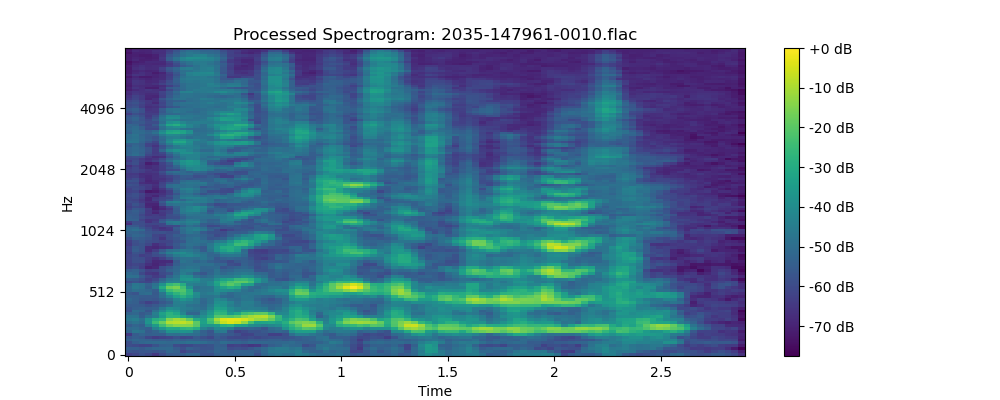 Processed Spectrogram: 2035-147961-0010.flac
Hz
4096
2048
1024
512
0
0 0.5 1 1.5 2 2.5
Time
+0 dB
-10 dB
-20 dB
-30 dB
-40 dB
-50 dB
-60 dB
-70 dB